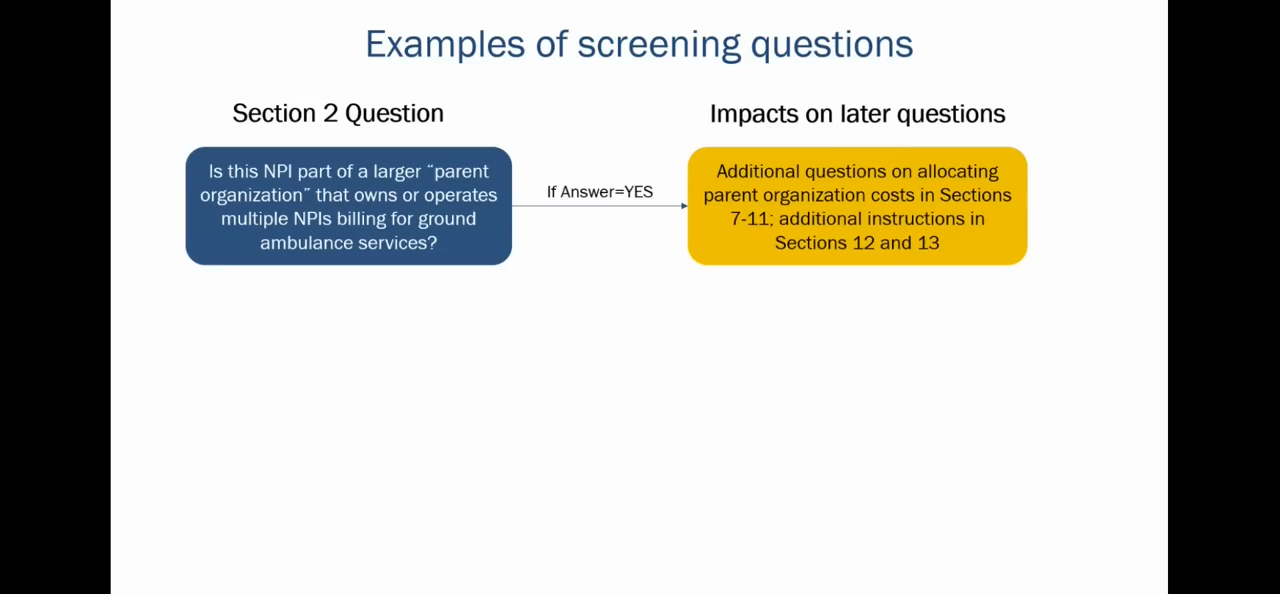 Examples of screening questions
Section 2 Question
Impacts on later questions
Is this NPI part of a larger “parent
organization” that owns or operates
multiple NPIs billing for ground
ambulance services?
If Answer=YES
Additional questions on allocating
parent organization costs in Sections
7-11; additional instructions in
Sections 12 and 13